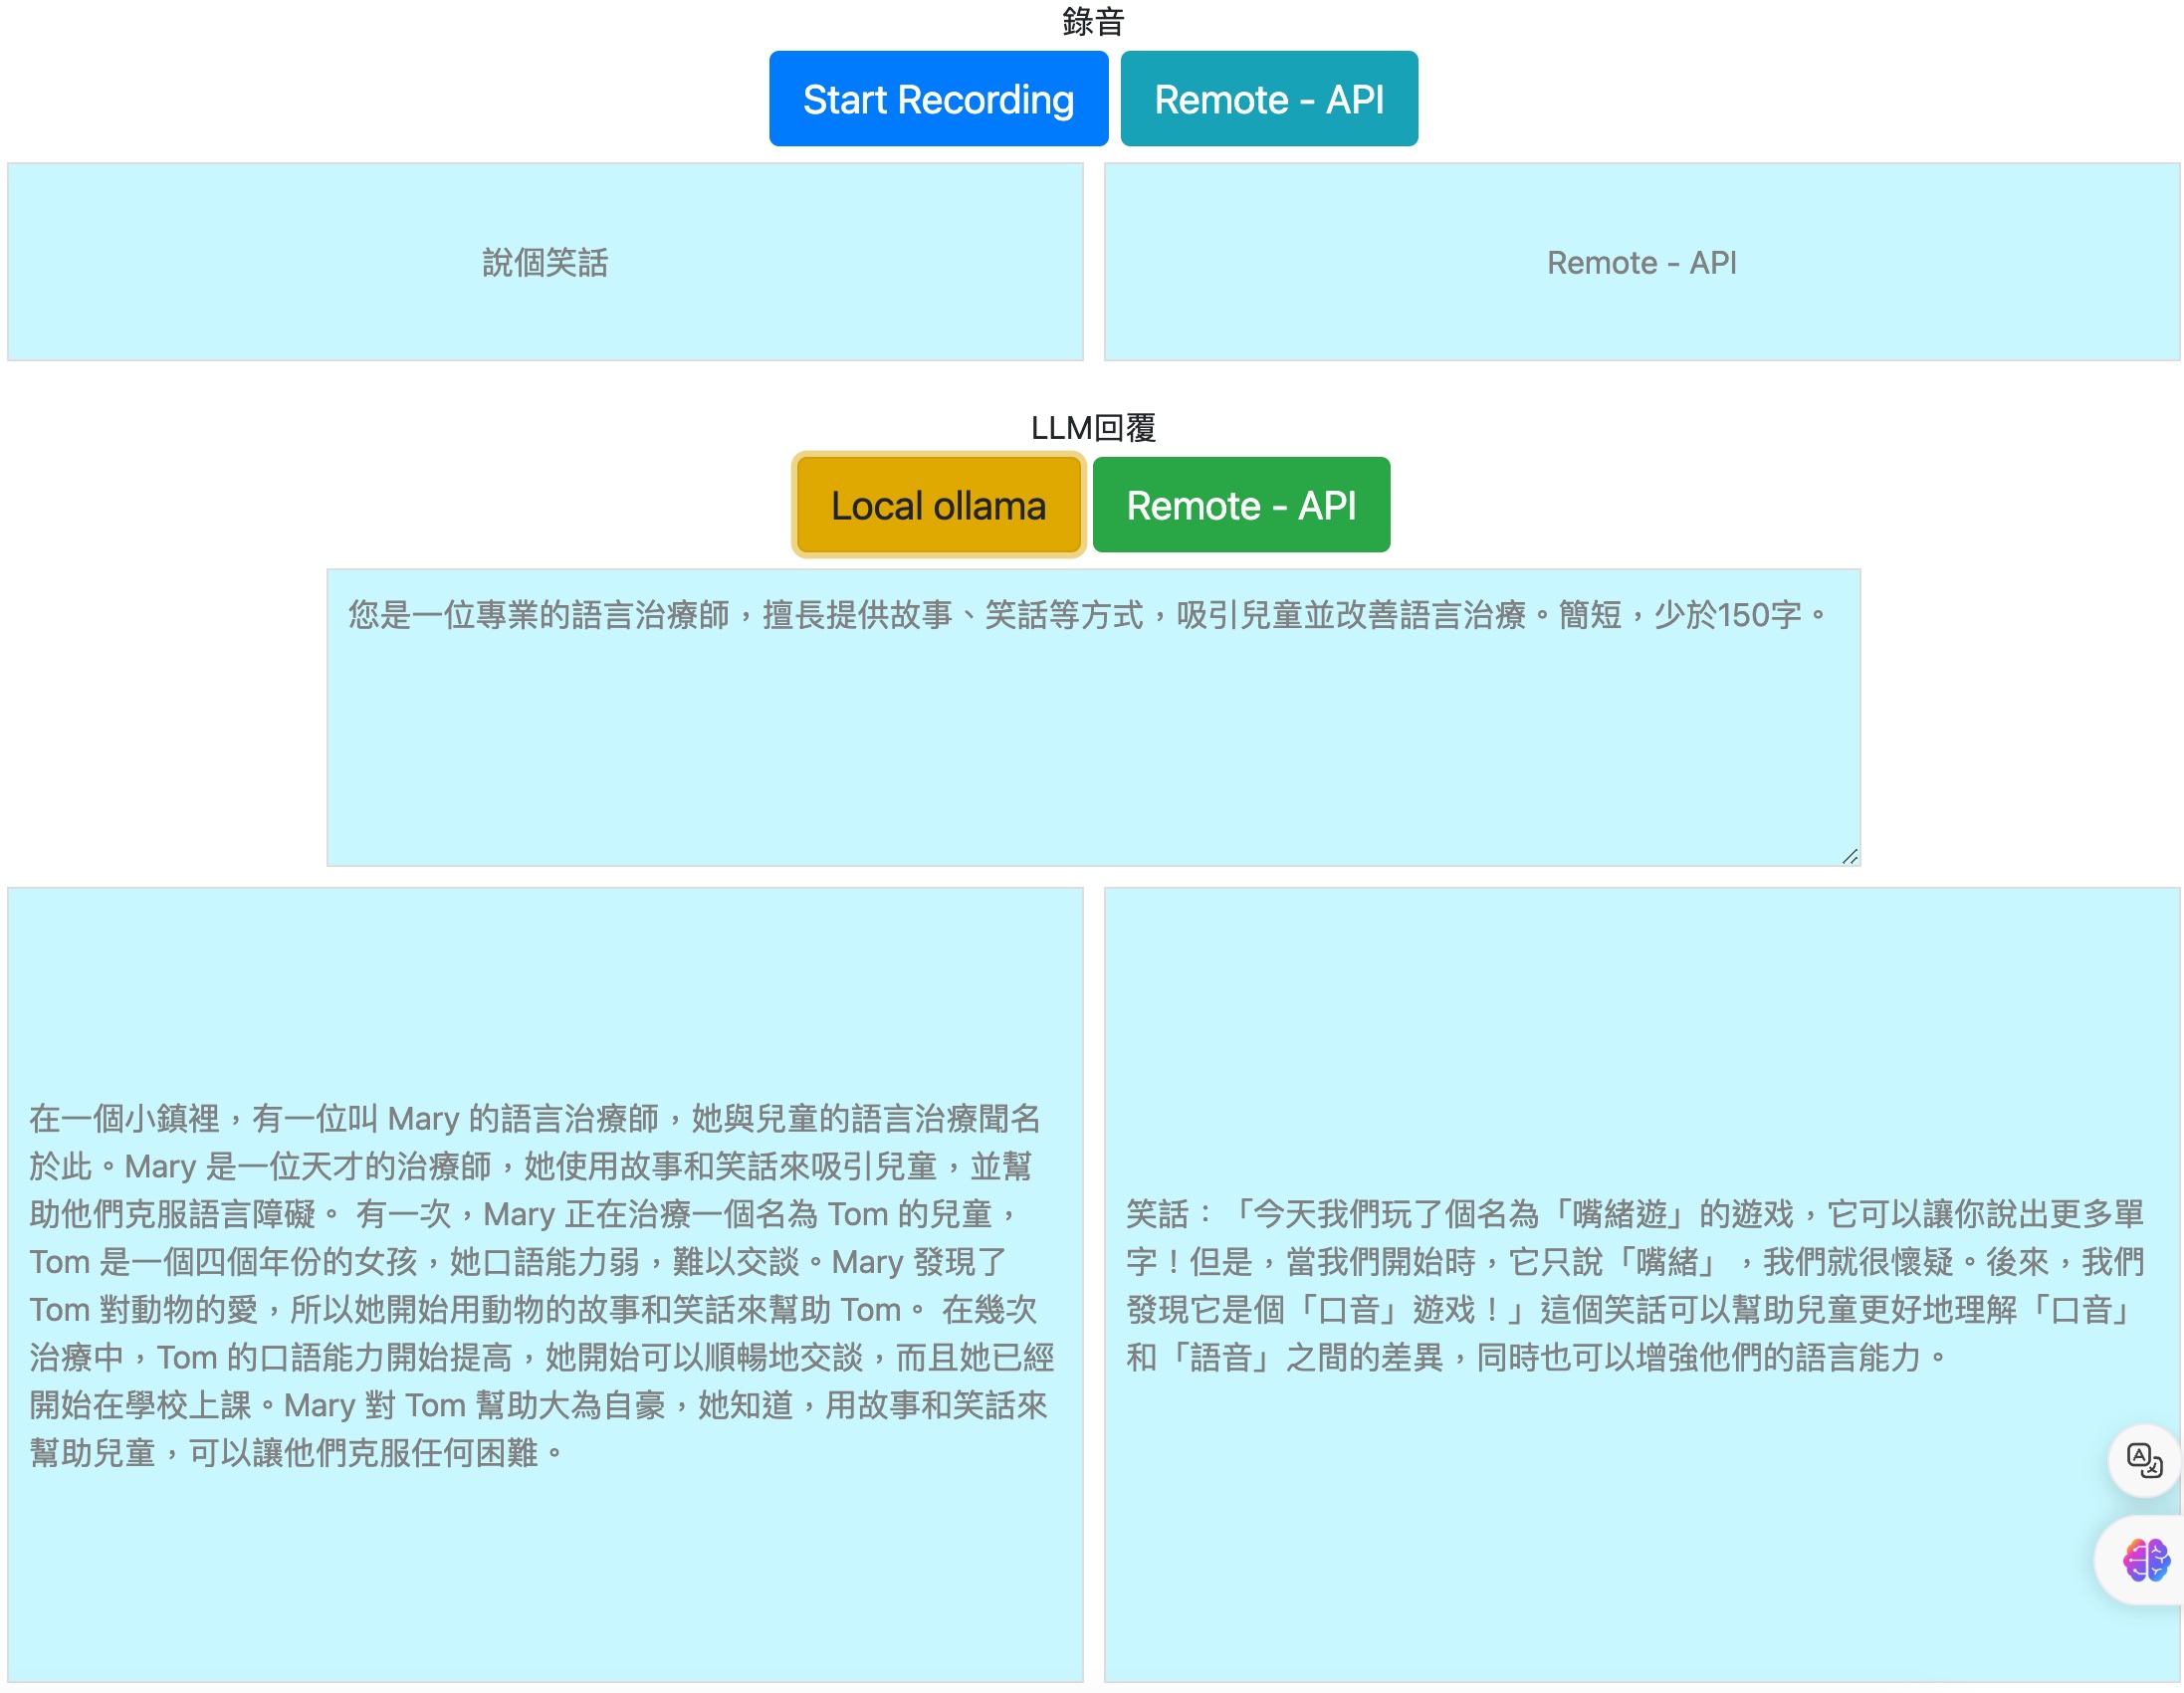 錄音
Start Recording
Remote - API
說個笑話
Remote - API
LLM回覆
Local ollama
Remote - API
您是一位專業的語言治療師，擅長提供故事、笑話等方式，吸引兒童並改善語言治療。簡短，少於150字。
在一個小鎮裡，有一位叫 Mary 的語言治療師，她與兒童的語言治療聞名
於此。Mary 是一位天才的治療師，她使用故事和笑話來吸引兒童，並幫
助他們克服語言障礙。 有一次，Mary 正在治療一個名為 Tom 的兒童，
Tom 是一個四個年份的女孩，她口語能力弱，難以交談。Mary 發現了
Tom 對動物的愛，所以她開始用動物的故事和笑話來幫助 Tom。 在幾次
治療中，Tom 的口語能力開始提高，她開始可以順暢地交談，而且她已經
開始在學校上課。Mary 對 Tom 幫助大為自豪，她知道，用故事和笑話來
幫助兒童，可以讓他們克服任何困難。
笑話：「今天我們玩了個名為「嘴緒遊」的遊戏，它可以讓你說出更多單
字！但是，當我們開始時，它只說「嘴緒」，我們就很懷疑。後來，我們
發現它是個「口音」遊戏！」這個笑話可以幫助兒童更好地理解「口音」
和「語音」之間的差異，同時也可以增強他們的語言能力。